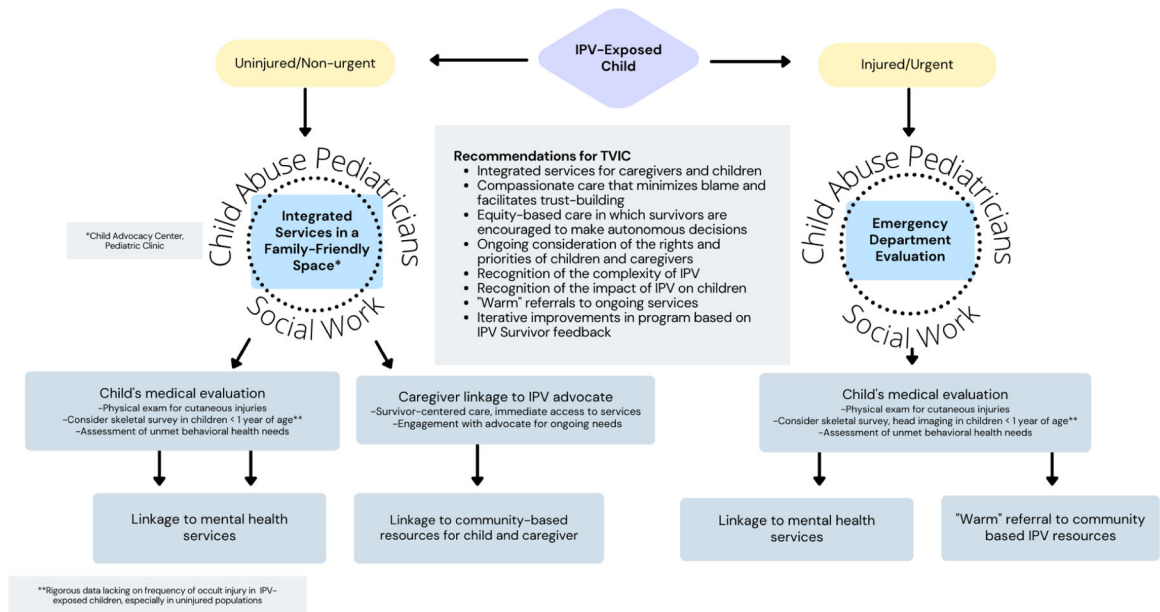 IPV-Exposed
Child
Uninjured/Non-urgent
Injured/Urgent
Child Abuse Pediatricians
Integrated
Services in a
Family-Friendly
Space*
Social Work
*Child Advocacy Center,
Pediatric Clinic
Recommendations for TVIC
• Integrated services for caregivers and children
• Compassionate care that minimizes blame and
facilitates trust-building
• Equity-based care in which survivors are
encouraged to make autonomous decisions
• Ongoing consideration of the rights and
priorities of children and caregivers
• Recognition of the complexity of IPV
• Recognition of the impact of IPV on children
• "Warm" referrals to ongoing services
• Iterative improvements in program based on
IPV Survivor feedback
Child Abuse Pediatricians
Emergency
Department
Evaluation
Social Work
Child's medical evaluation
-Physical exam for cutaneous injuries
-Consider skeletal survey in children < 1 year of age**
-Assessment of unmet behavioral health needs
Caregiver linkage to IPV advocate
-Survivor-centered care, immediate access to services
-Engagement with advocate for ongoing needs
Child's medical evaluation
-Physical exam for cutaneous injuries
-Consider skeletal survey, head imaging in children < 1 year of age**
-Assessment of unmet behavioral health needs
Linkage to mental health
services
Linkage to community-based
resources for child and caregiver
Linkage to mental health
services
"Warm" referral to community
based IPV resources
**Rigorous data lacking on frequency of occult injury in IPV-
exposed children, especially in uninjured populations